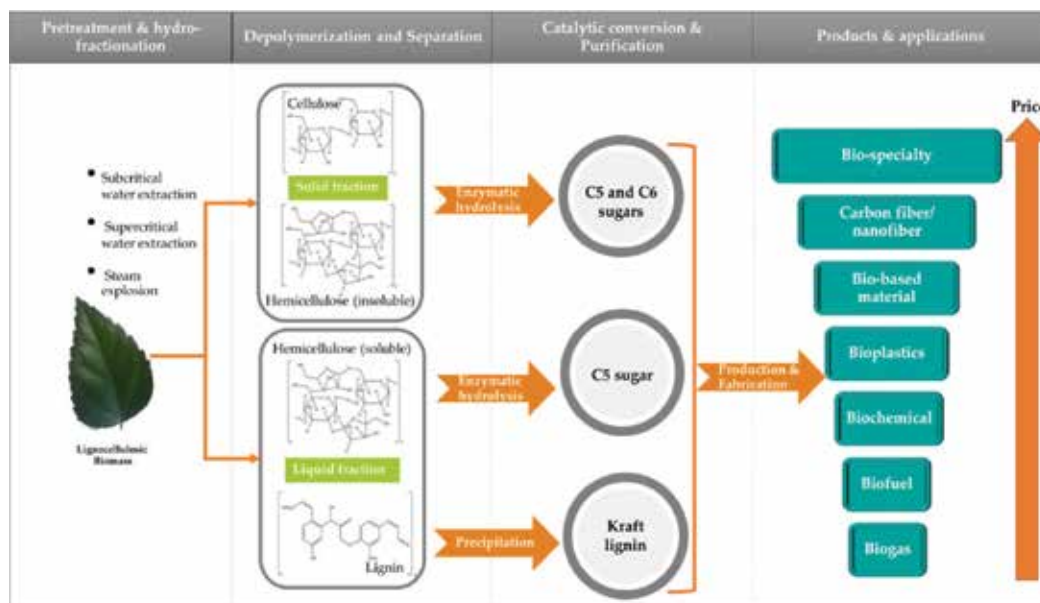 Pretreatment & hydro-
fractionation
Depolymerization and Separation
Catalytic conversion &
Purification
Products & applications
Subcritical
water extraction
Supercritical
water extraction
Steam
explosion
Lignocellulosic
Biomass
Cellulose
Solid fraction
Hemicellulose (insoluble)
Hemicellulose (soluble)
Liquid fraction
Lignin
Enzymatic
hydrolysis
Enzymatic
hydrolysis
Precipitation
C5 and C6
sugars
C5 sugar
Kraft
lignin
Production &
Fabrication
Price
Bio-specialty
Carbon fiber/
nanofiber
Bio-based
material
Bioplastics
Biochemical
Biofuel
Biogas